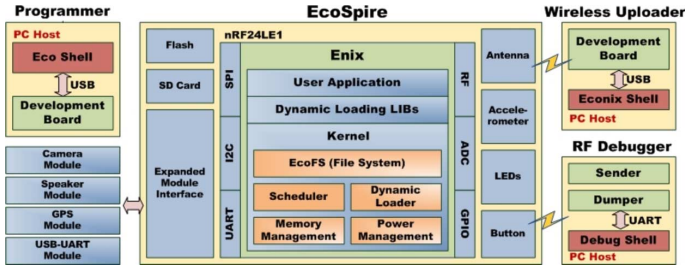 Programmer
EcoSpire
Wireless Uploader
PC Host
Eco Shell
USB
Development
Board
Camera
Module
Speaker
Module
GPS
Module
USB-UART
Module
nRF24LE1
Flash
SD Card
Expanded
Module
Interface
SPI
I2C
UART
Enix
User Application
Dynamic Loading LIBs
Kernel
EcoFS (File System)
Scheduler
Dynamic
Loader
Memory
Management
Power
Management
RF
ADC
GPIO
Antenna
Accele-
rometer
LEDs
Button
Development
Board
USB
Econix Shell
PC Host
RF Debugger
Sender
Dumper
UART
Debug Shell
PC Host